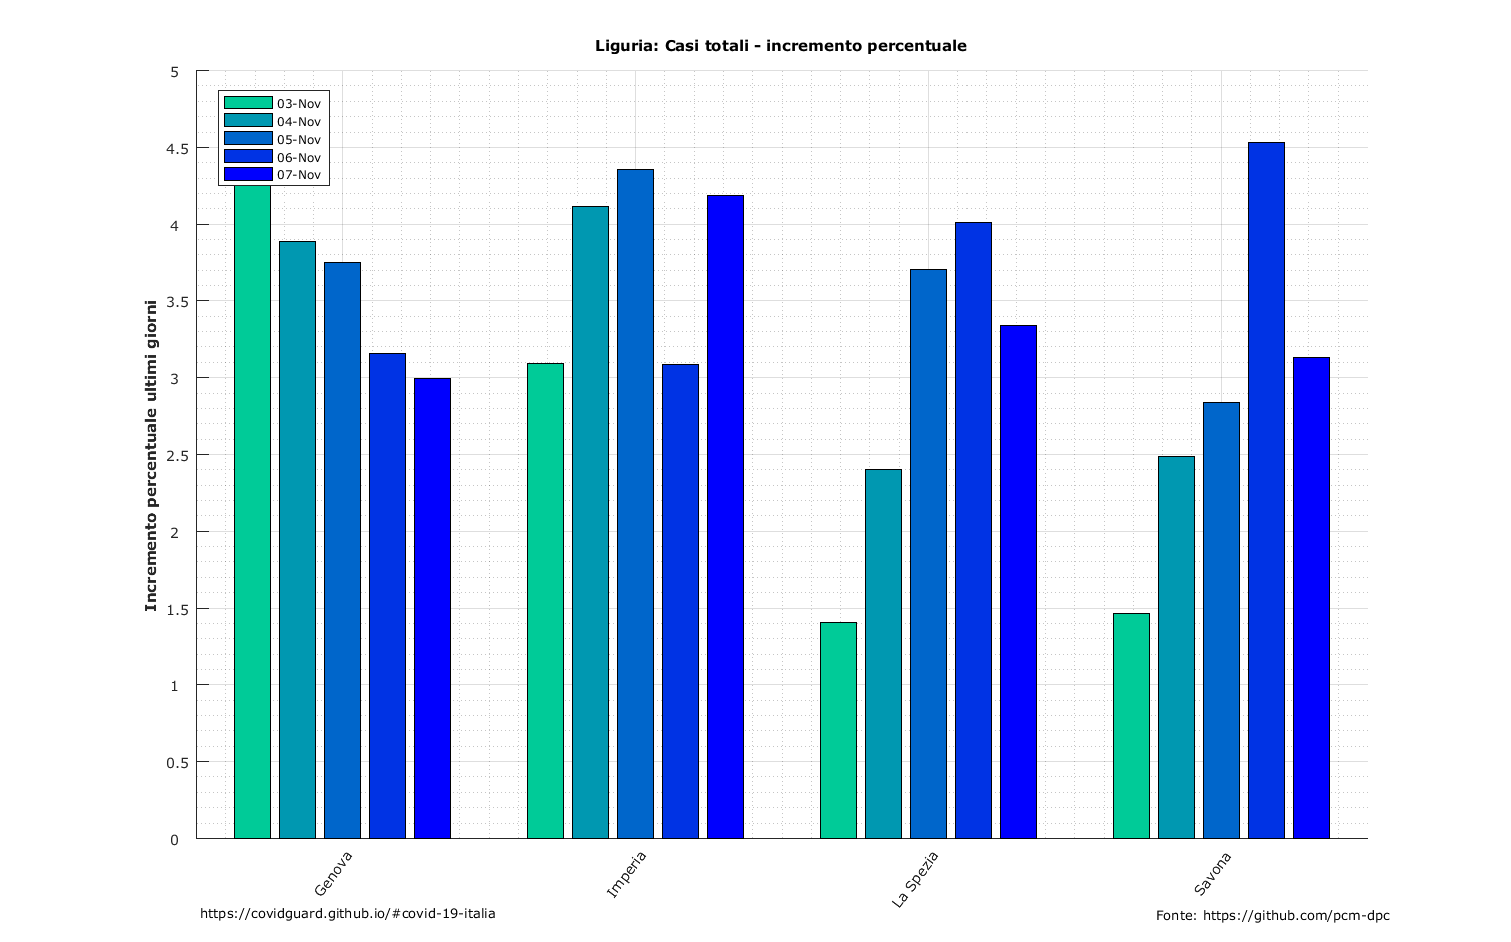 Liguria: Casi totali - incremento percentuale
Incremento percentuale ultimi giorni
5
4.5
4
3.5
3
2.5
2
1.5
1
0.5
0
03-Nov
04-Nov
05-Nov
06-Nov
07-Nov
Genova
Imperia
La Spezia
Savona
https://covidguard.github.io/#covid-19-italia
Fonte: https://github.com/pcm-dpc